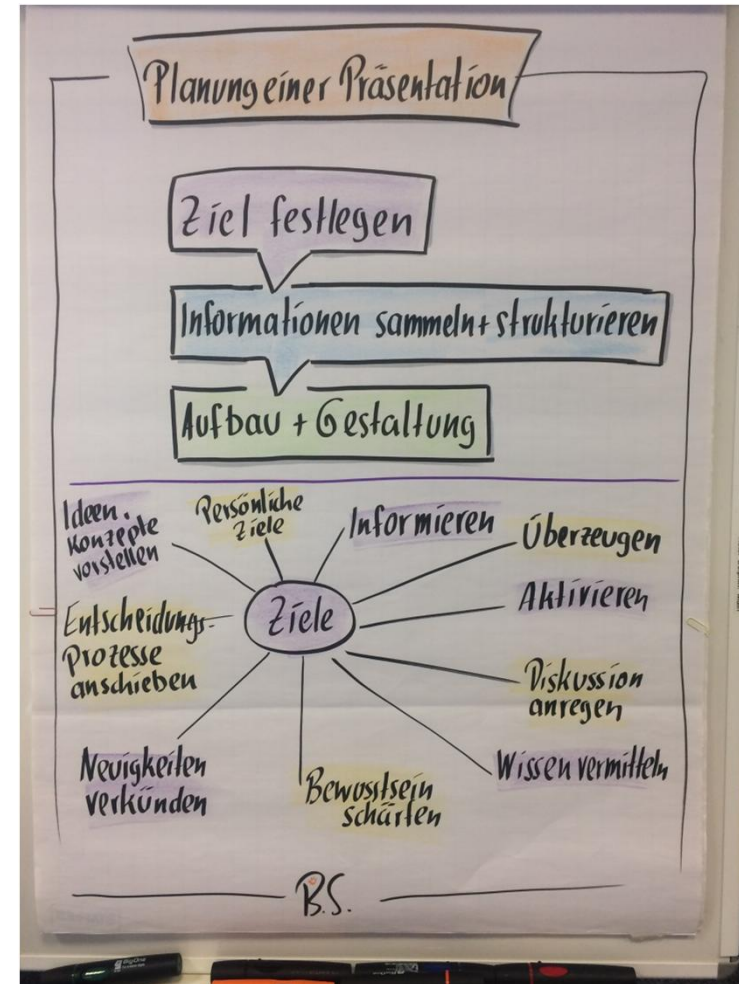 Planung einer Präsentation
Ziel festlegen
Informationen sammeln + strukturieren
Aufbau + Gestaltung
Ideen,
Konzepte
vorstellen
Persönliche
Ziele
Informieren
Überzeugen
Aktivieren
Diskussion
anregen
Wissen vermitteln
Bewusstsein
schärfen
Neuigkeiten
verkünden
Entscheidungs-
Prozesse
anschieben
Ziele
B.S.